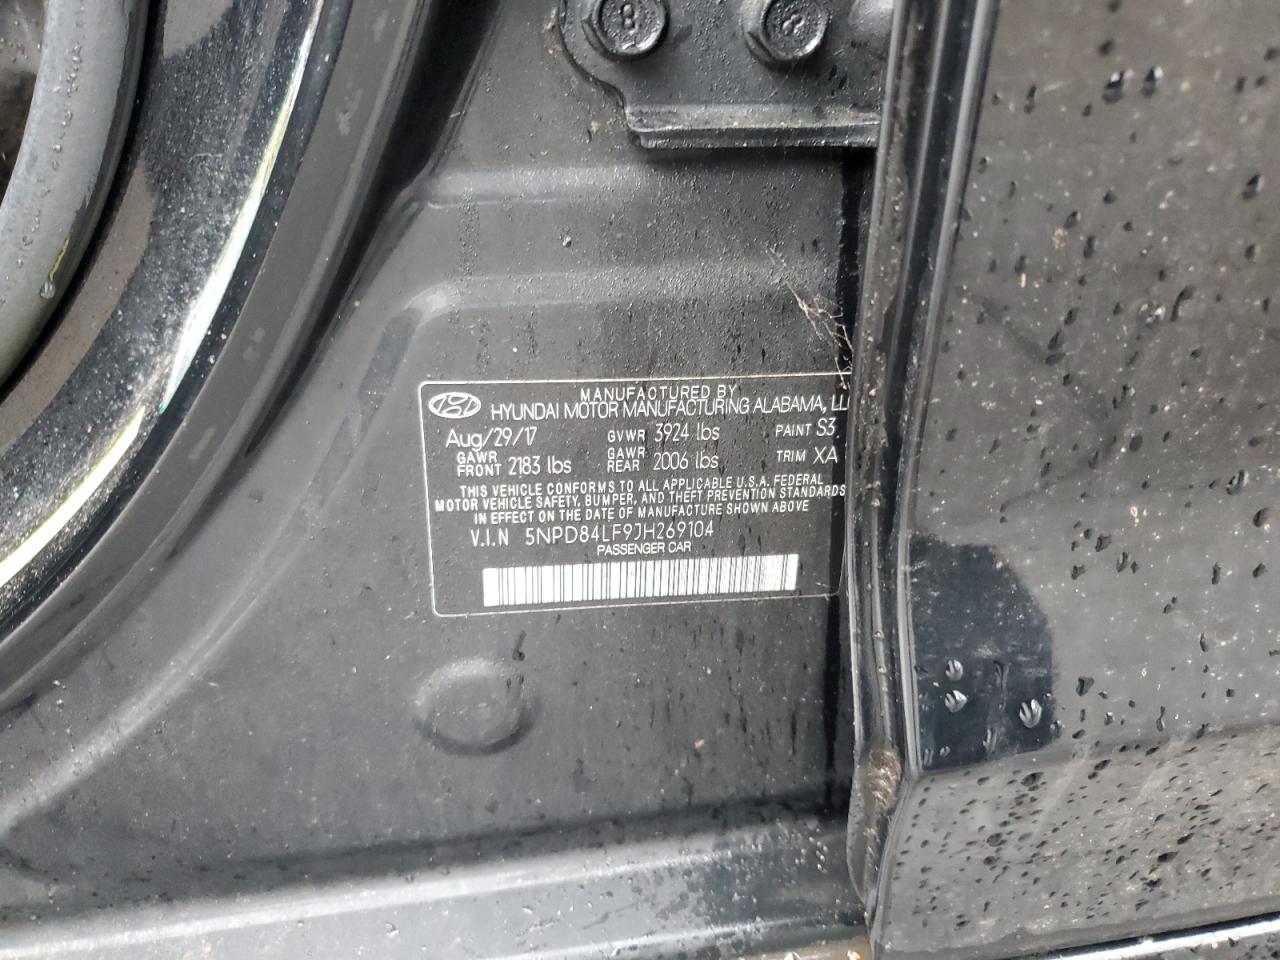 8 8
MANUFACTURED BY
HYUNDAI MOTOR MANUFACTURING ALABAMA, LL
Aug/29/17 GVWR 3924 lbs PAINT S3
GAWR FRONT 2183 lbs GAWR REAR 2006 lbs TRIM XA
THIS VEHICLE CONFORMS TO ALL APPLICABLE U.S.A. FEDERAL
MOTOR VEHICLE SAFETY, BUMPER, AND THEFT PREVENTION STANDARDS
IN EFFECT ON THE DATE OF MANUFACTURE SHOWN ABOVE
V.I.N 5NPD84LF9JH269104
PASSENGER CAR